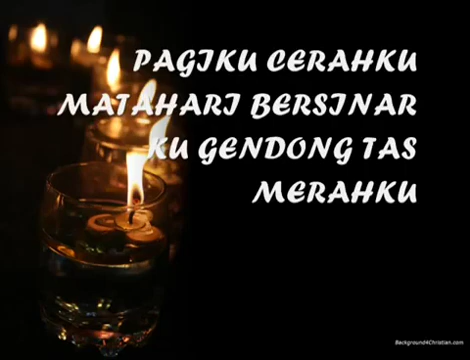 PAGIKU CERAHKU
MATAHARI BERSINAR
KU GENDONG TAS
MERAHKU
Background4Christian.com